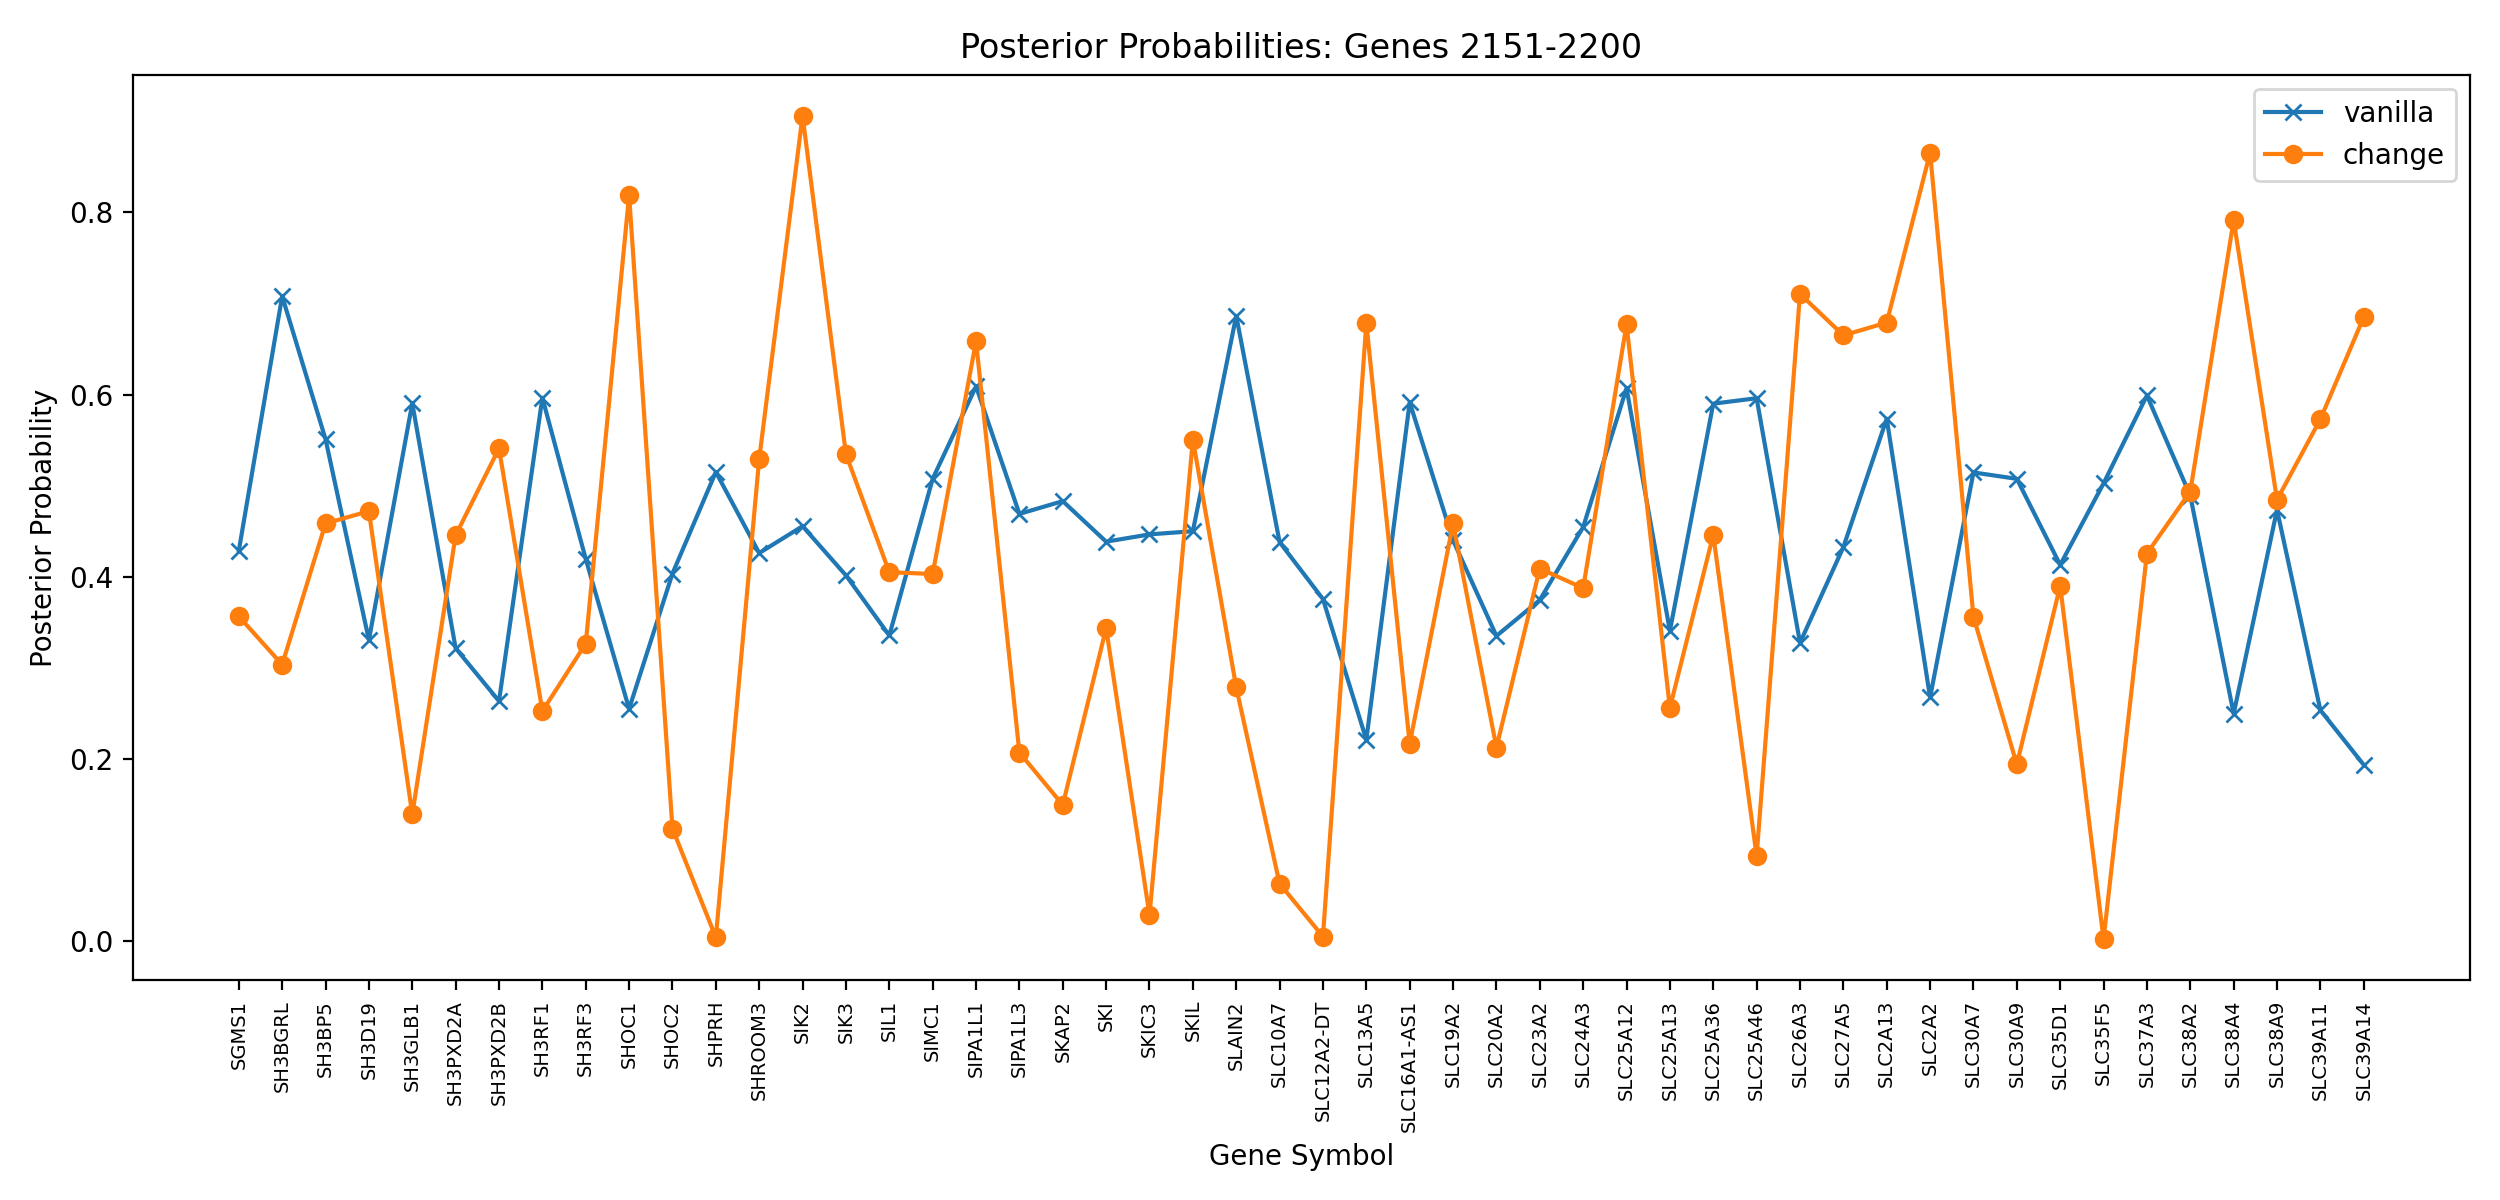 Posterior Probabilities: Genes 2151-2200
vanilla
change
Posterior Probability
0.8
0.6
0.4
0.2
0.0
SGMS1
SH3BGRL
SH3BP5
SH3D19
SH3GLB1
SH3PXD2A
SH3PXD2B
SH3RF1
SH3RF3
SHOC1
SHOC2
SHPRH
SHROOM3
SIK2
SIK3
SIL1
SIMC1
SIPA1L1
SIPA1L3
SKAP2
SKI
SKIC3
SKIL
SLAIN2
SLC10A7
SLC12A2-DT
SLC13A5
SLC16A1-AS1
SLC19A2
SLC20A2
SLC23A2
SLC24A3
SLC25A12
SLC25A13
SLC25A36
SLC25A46
SLC26A3
SLC27A5
SLC2A13
SLC2A2
SLC30A7
SLC30A9
SLC35D1
SLC35F5
SLC37A3
SLC38A2
SLC38A4
SLC38A9
SLC39A11
SLC39A14
Gene Symbol